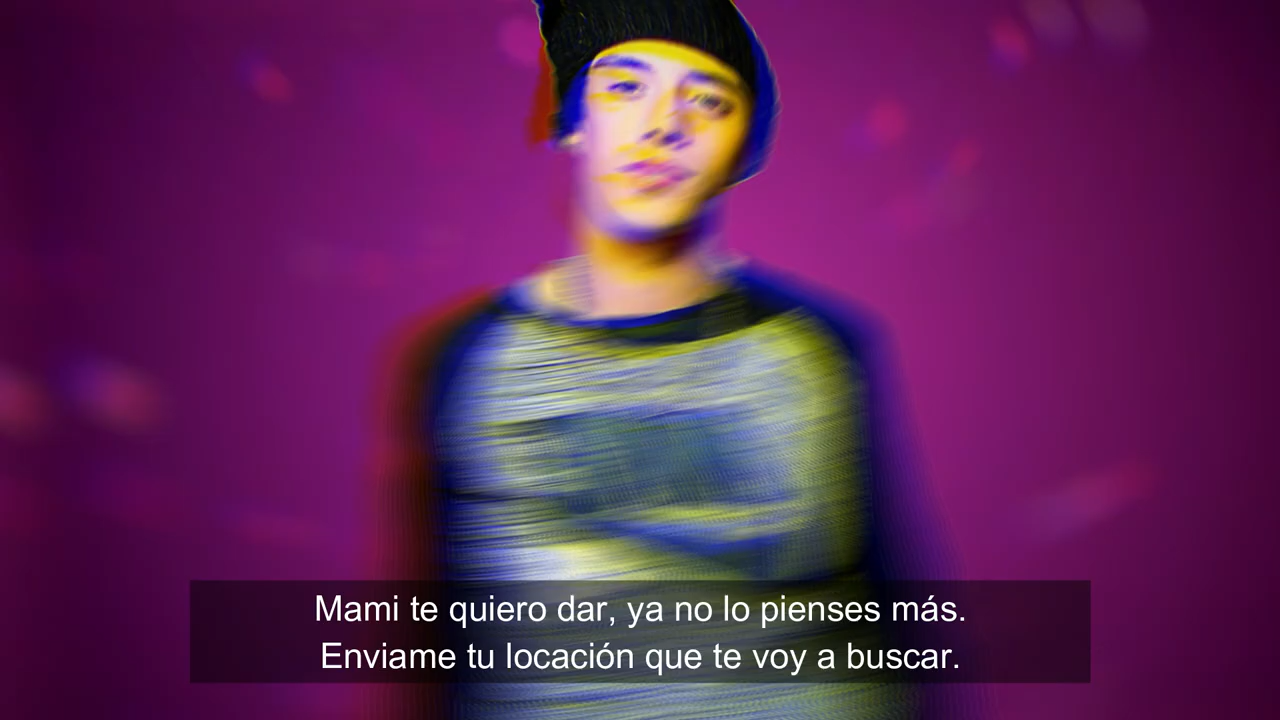 Mami te quiero dar, ya no lo pienses más.
Enviame tu locación que te voy a buscar.